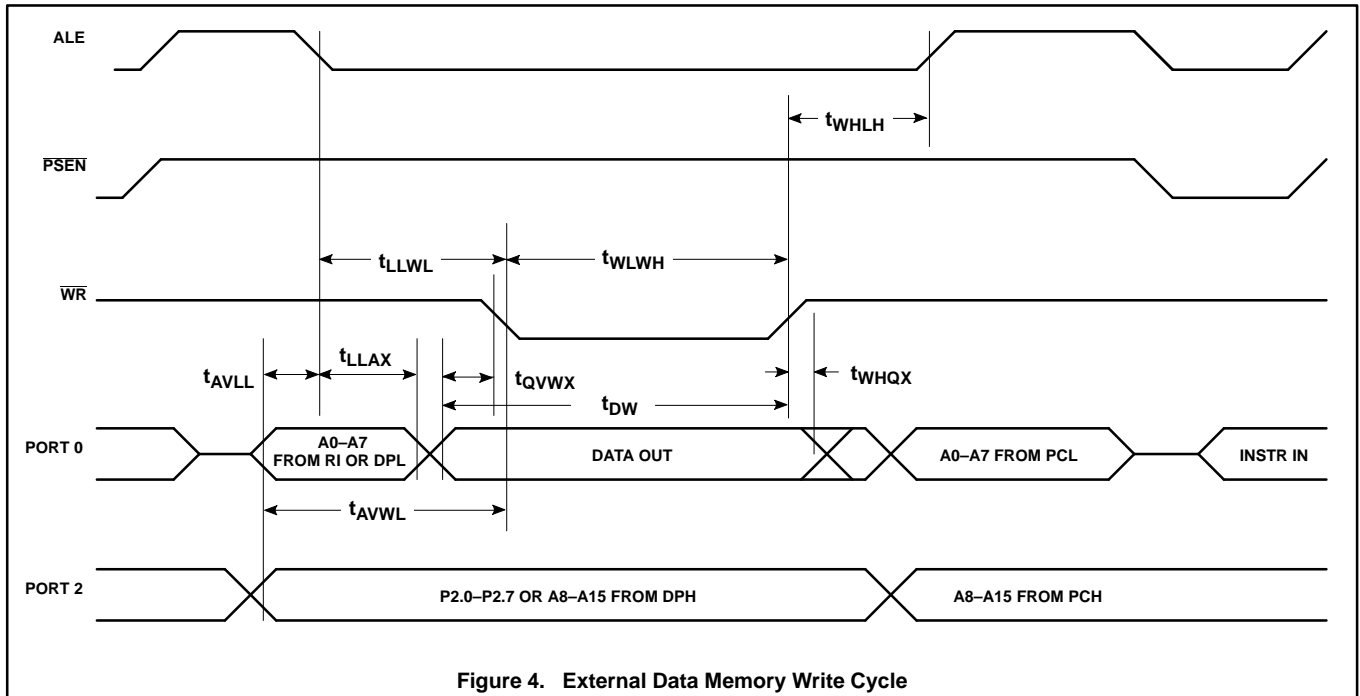 ALE
tWHLH
PSEN
tLLWL
tWLWH
WR
tAVLL
tLLAX
tQVWX
tWHQX
tDW
PORT 0
A0–A7
FROM RI OR DPL
DATA OUT
A0–A7 FROM PCL
INSTR IN
tAVWL
PORT 2
P2.0–P2.7 OR A8–A15 FROM DPH
A8–A15 FROM PCH
Figure 4. External Data Memory Write Cycle